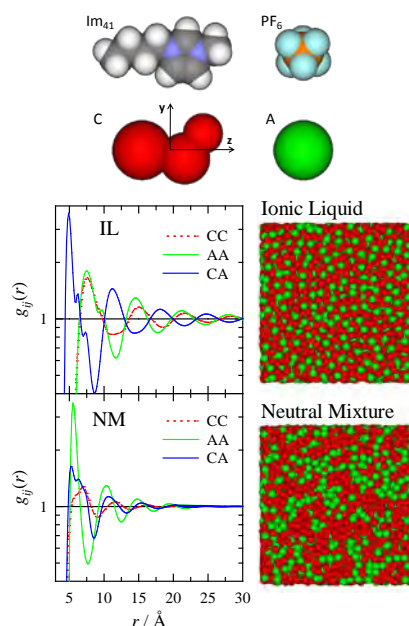 Im41 PF6
C y z A
IL
CC
AA
CA
gij(r)
1
Ionic Liquid
NM
CC
AA
CA
gij(r)
1
5 10 15 20 25 30
r / Å
Neutral Mixture